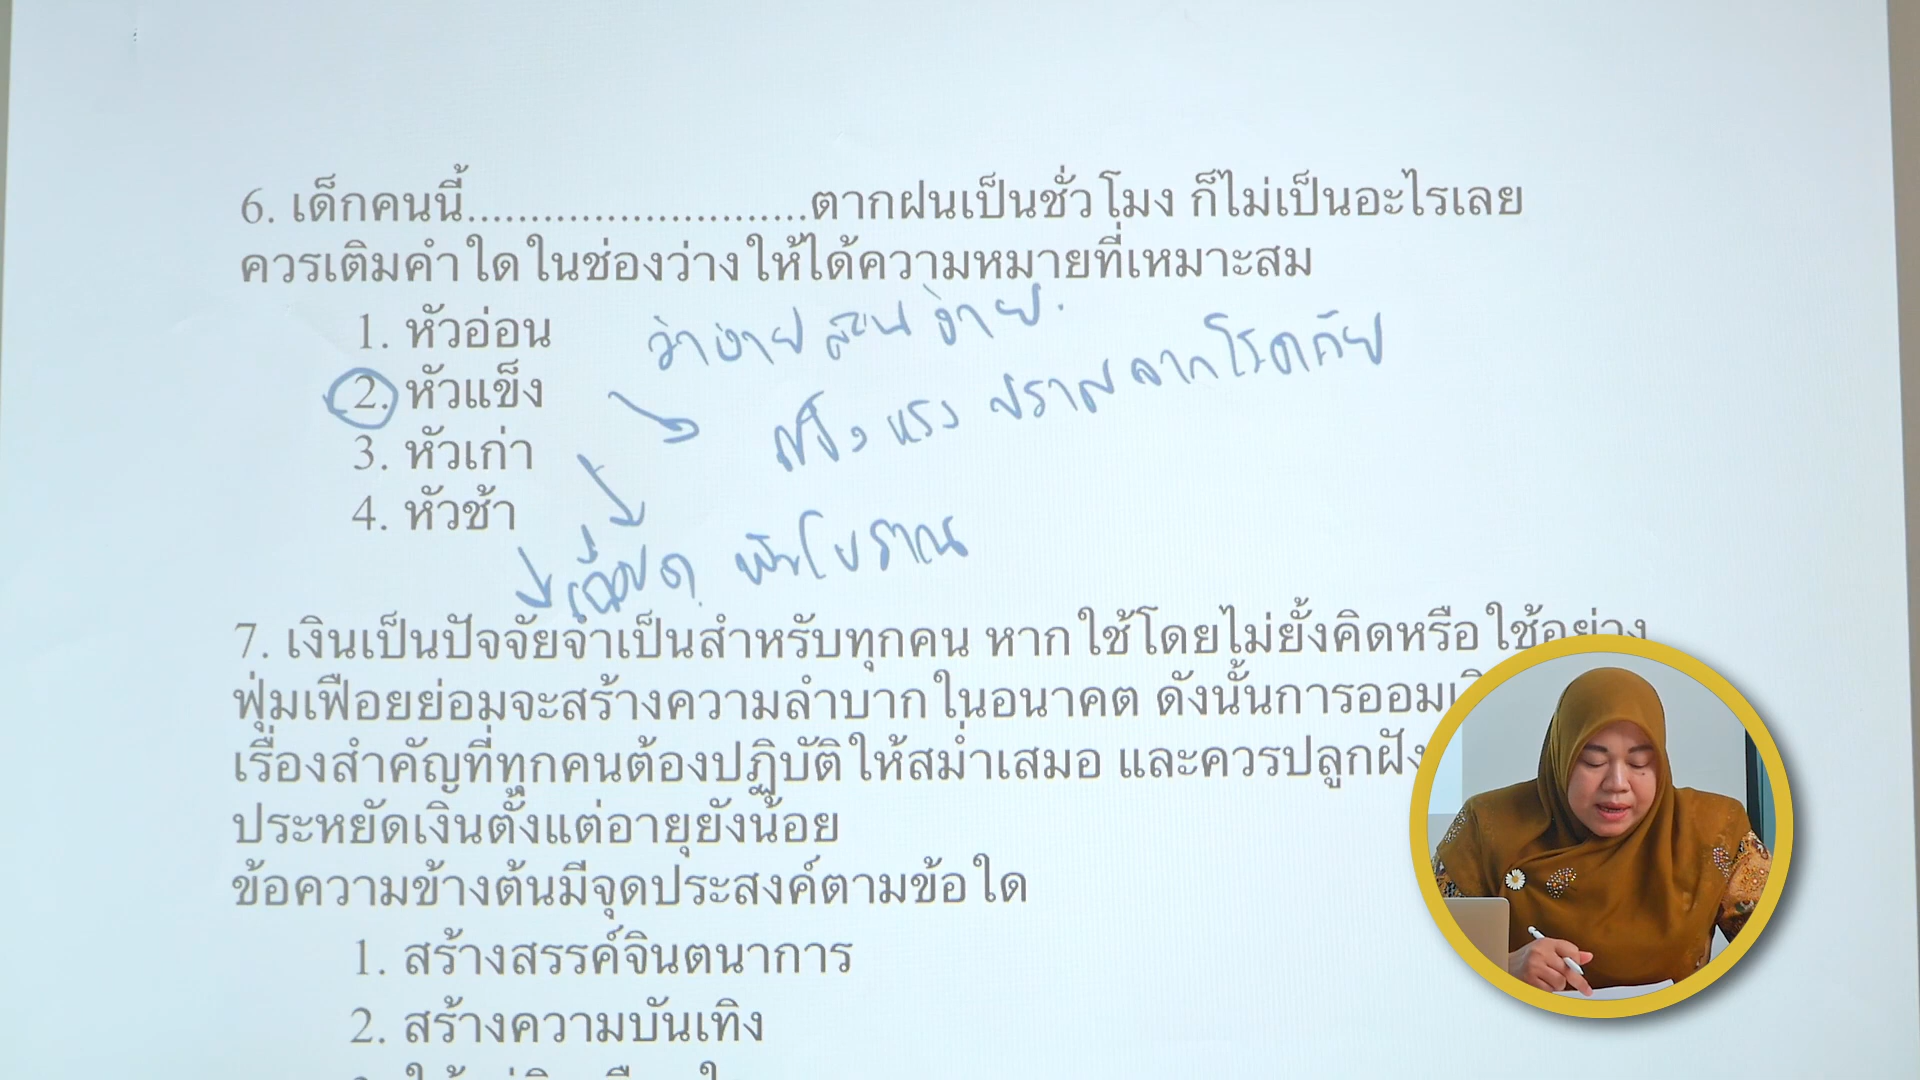 6. เด็กคนนี้..........................ตากฝนเป็นชั่วโมง ก็ไม่เป็นอะไรเลย
ควรเติมคำใดในช่องว่างให้ได้ความหมายที่เหมาะสม
1. หัวอ่อน
ว่าง่าย สอนง่าย
2. หัวแข็ง
แข็งแรง ปราศจากโรคภัย
3. หัวเก่า
4. หัวช้า
โบราณ
7. เงินเป็นปัจจัยจำเป็นสำหรับทุกคน หากใช้โดยไม่ยั้งคิดหรือใช้อย่าง
ฟุ่มเฟือยย่อมจะสร้างความลำบากในอนาคต ดังนั้นการออม
เรื่องสำคัญที่ทุกคนต้องปฏิบัติให้สม่ำเสมอ และควรปลูกฝัง
ประหยัดเงินตั้งแต่อายุยังน้อย
ข้อความข้างต้นมีจุดประสงค์ตามข้อใด
1. สร้างสรรค์จินตนาการ
2. สร้างความบันเทิง